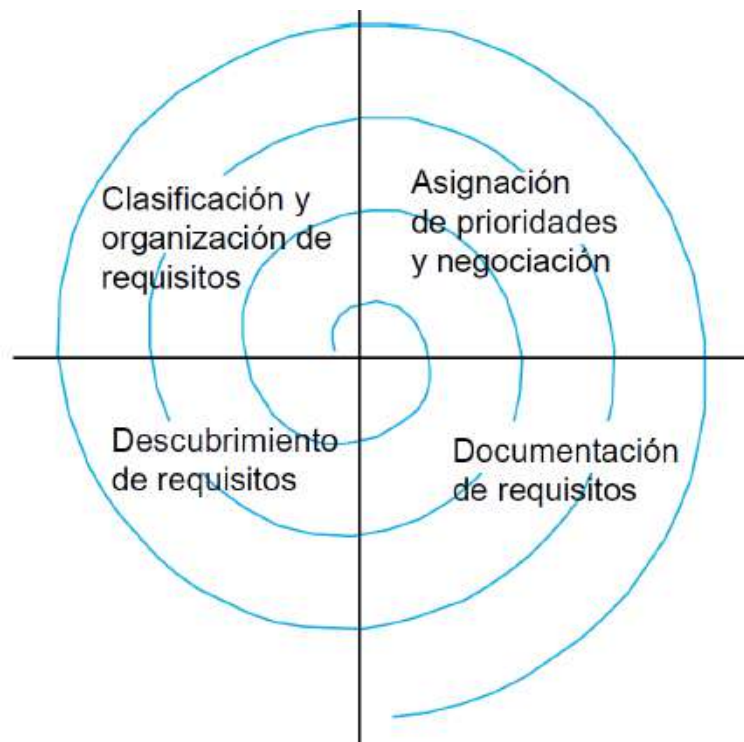 Clasificación y
organización de
requisitos
Asignación
de prioridades
y negociación
Descubrimiento
de requisitos
Documentación
de requisitos